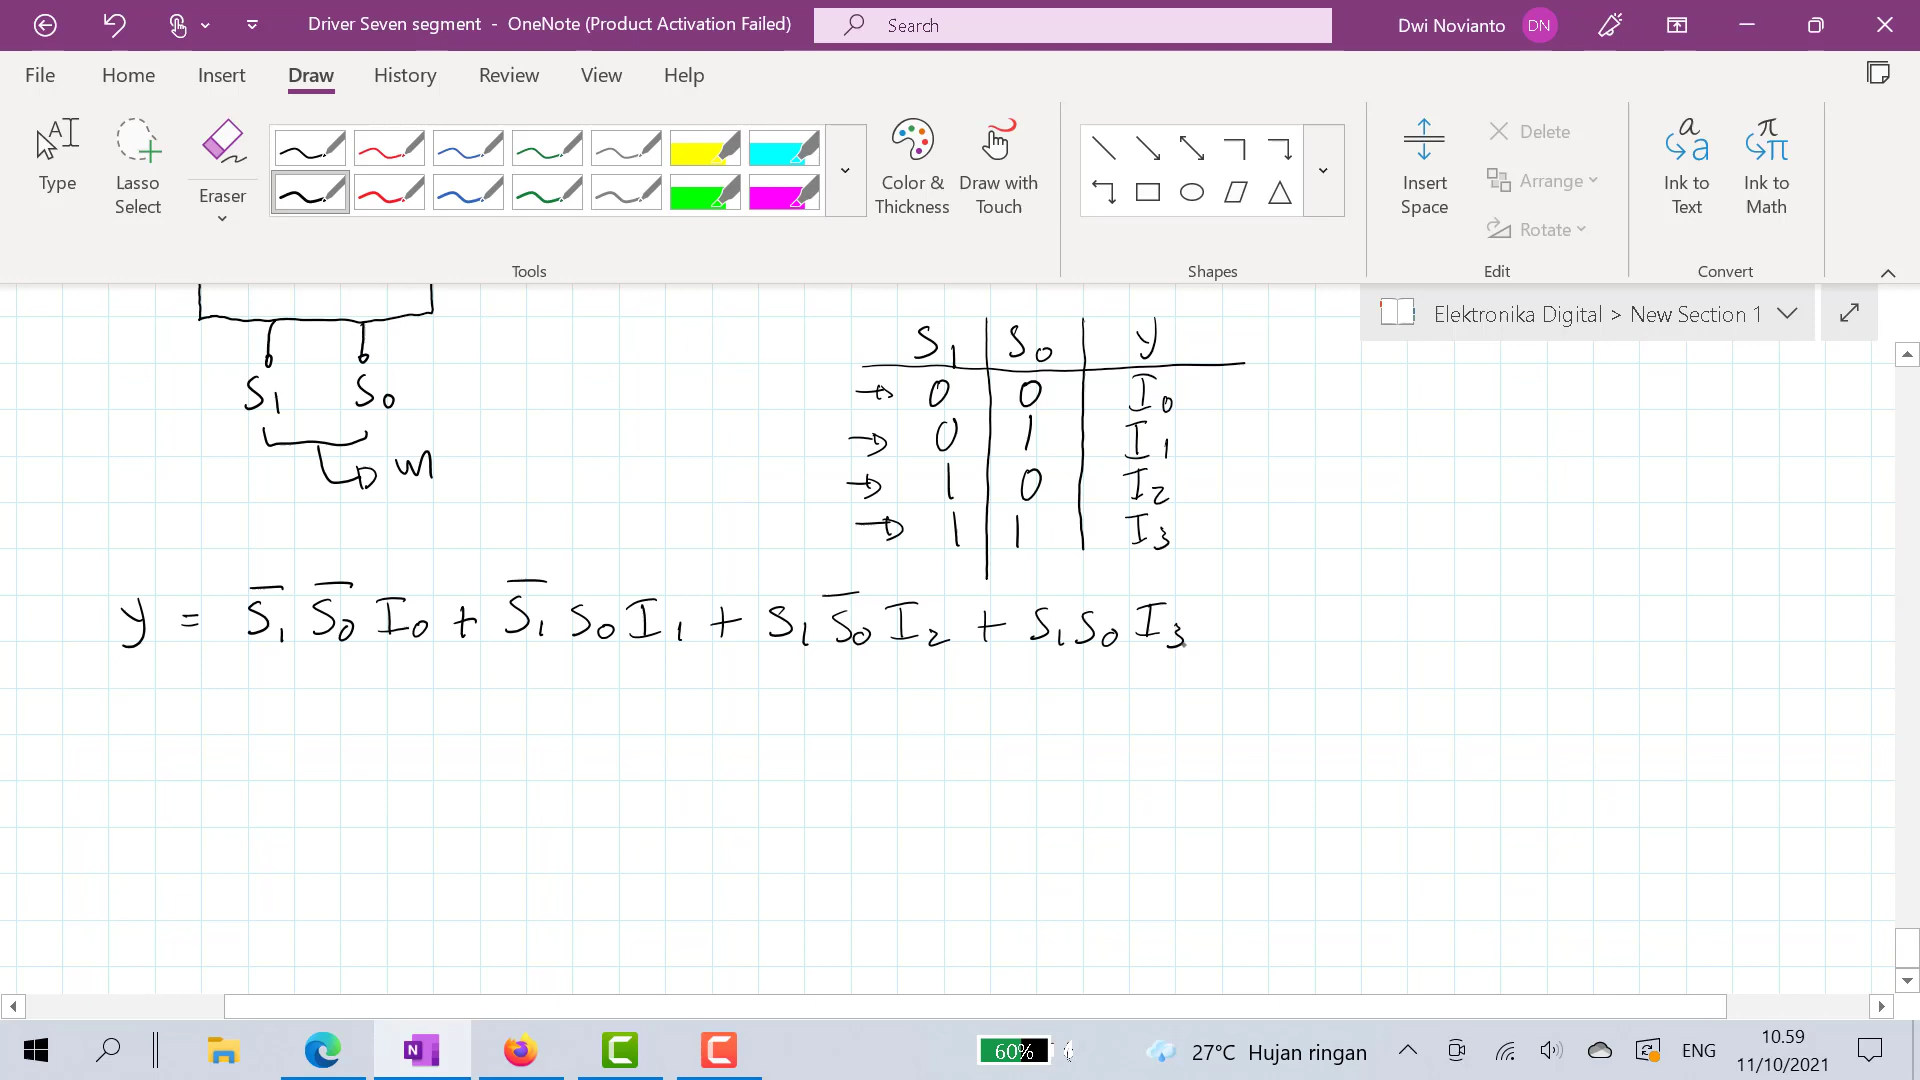 Driver Seven segment - OneNote (Product Activation Failed)
Search
Dwi Novianto
DN
File
Home
Insert
Draw
History
Review
View
Help
Type
Lasso Select
Eraser
Color & Thickness
Draw with Touch
Insert Space
Delete
Arrange
Rotate
Ink to Text
Ink to Math
Tools
Shapes
Edit
Convert
Elektronika Digital > New Section 1
S₁ S₀ y
→ 0 0 I₀
→ 0 1 I₁
→ 1 0 I₂
→ 1 1 I₃
S₁ S₀
m
y = S̅₁ S̅₀ I₀ + S̅₁ S₀ I₁ + S₁ S̅₀ I₂ + S₁ S₀ I₃
60%
27°C Hujan ringan
ENG
10.59
11/10/2021